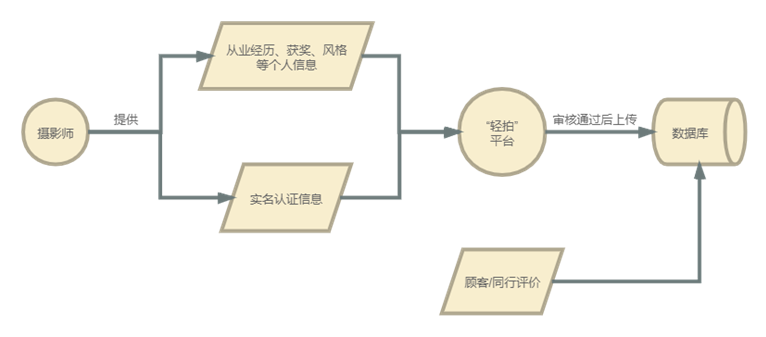 从业经历、获奖、风格
等个人信息
摄影师
提供
“轻拍”
平台
审核通过后上传
数据库
实名认证信息
顾客/同行评价